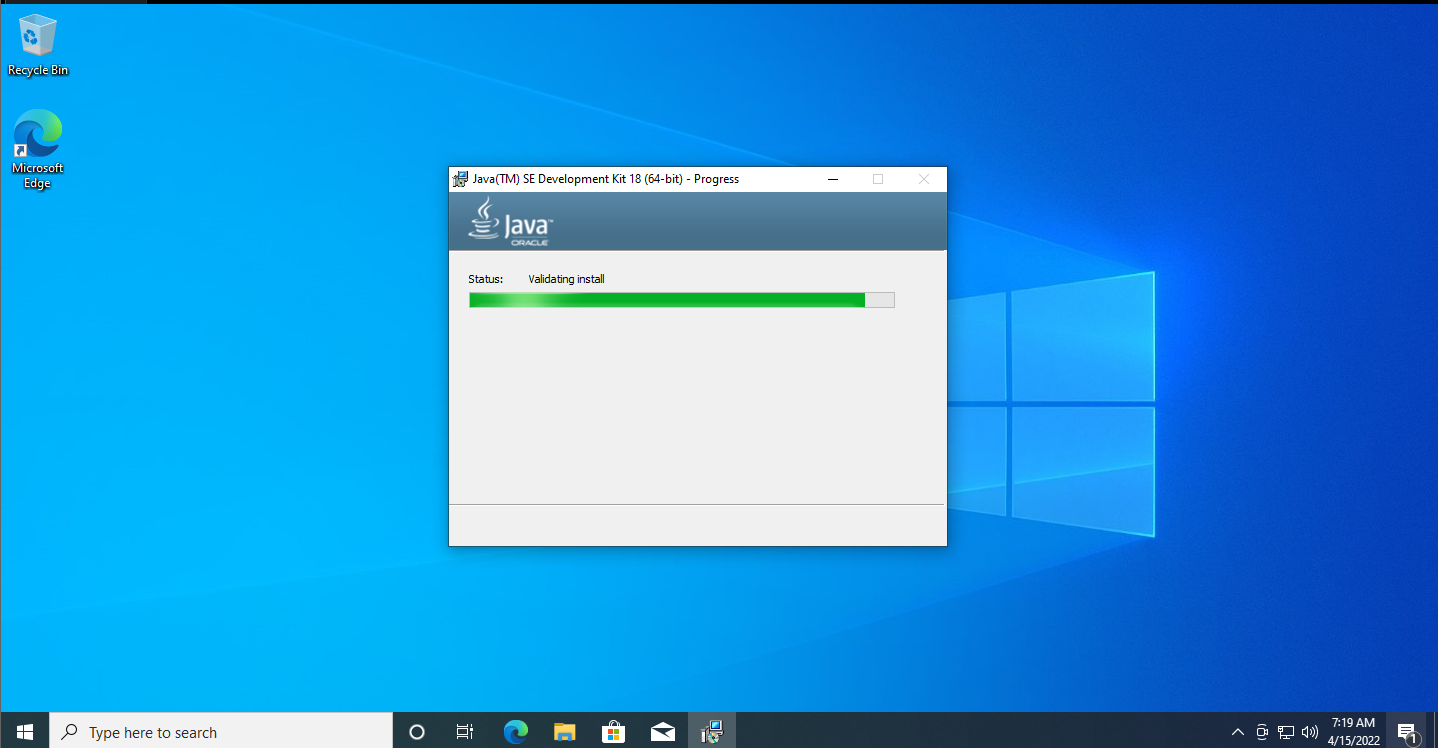 Recycle Bin
Microsoft
Edge
Java(TM) SE Development Kit 18 (64-bit) - Progress
Java™
ORACLE
Status: Validating install
Type here to search
7:19 AM
4/15/2022
1